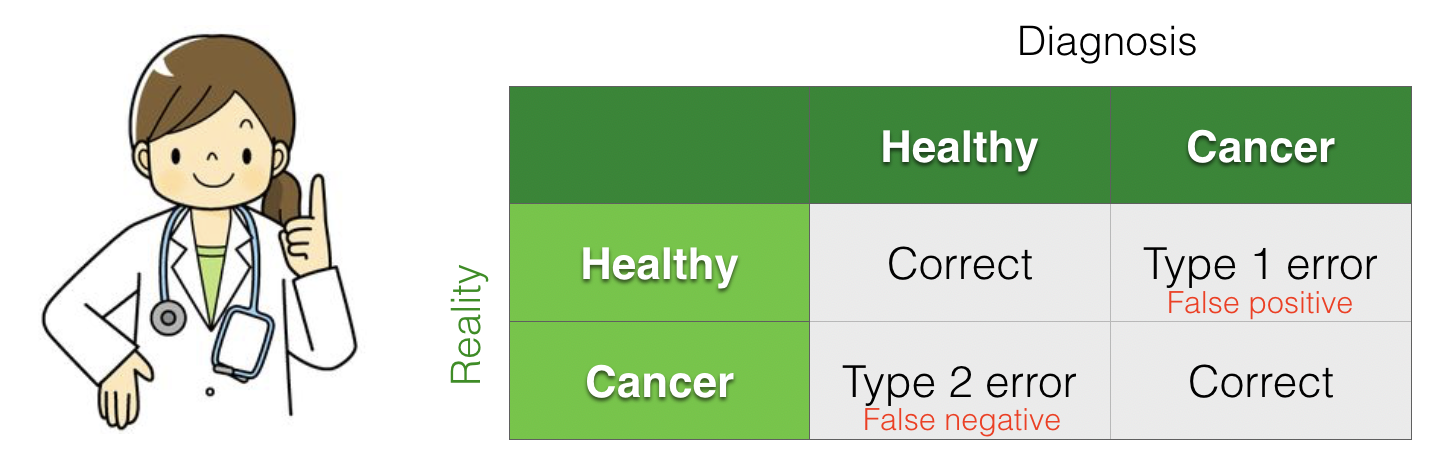 Diagnosis
Healthy Cancer
Reality
Healthy Correct Type 1 error
False positive
Cancer Type 2 error Correct
False negative